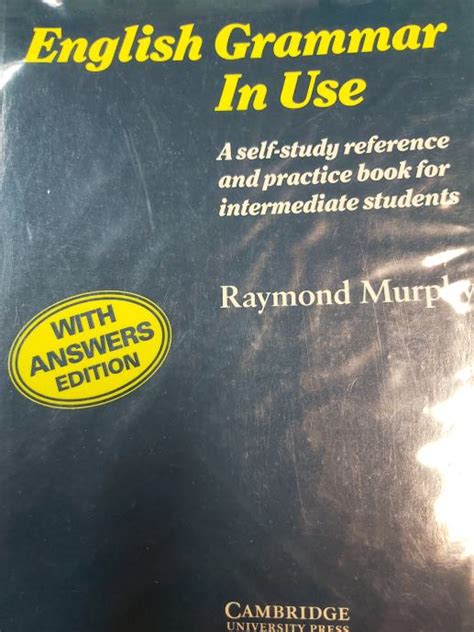 English Grammar
In Use
A self-study reference
and practice book for
intermediate students
Raymond Murphy
WITH
ANSWERS
EDITION
CAMBRIDGE
UNIVERSITY PRESS